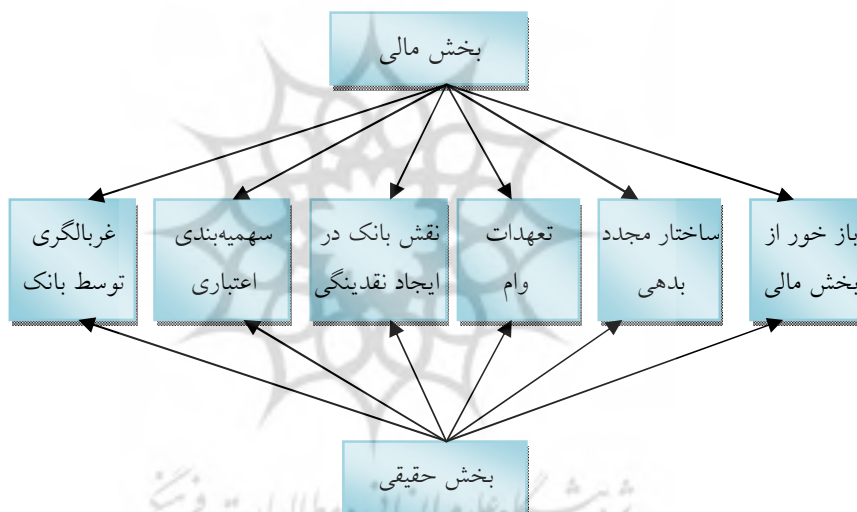 بخش مالی
باز خور از
بخش مالی
ساختار مجدد
بدهی
تعهدات
وام
نقش بانک در
ایجاد نقدینگی
سهمیه‌بندی
اعتباری
غربالگری
توسط بانک
بخش حقیقی